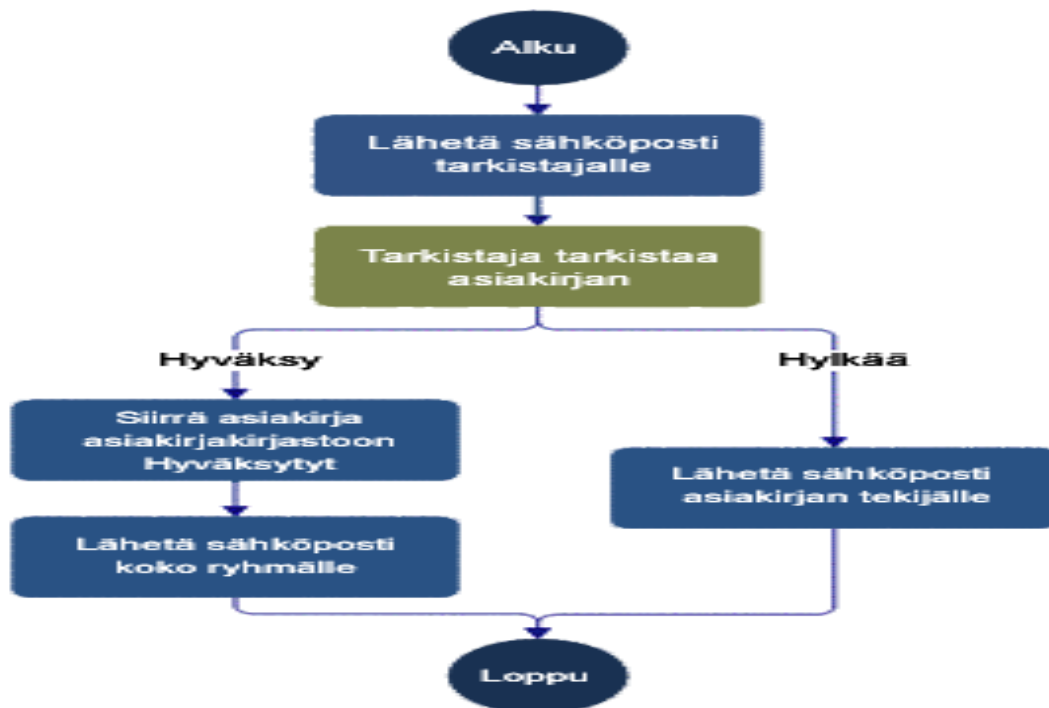 Alku
Lähetä sähköposti
tarkistajalle
Tarkistaja tarkistaa
asiakirjan
Hyväksy
Hylkää
Siirrä asiakirja
asiakirjakirjastoon
Hyväksytyt
Lähetä sähköposti
asiakirjan tekijälle
Lähetä sähköposti
koko ryhmälle
Loppu